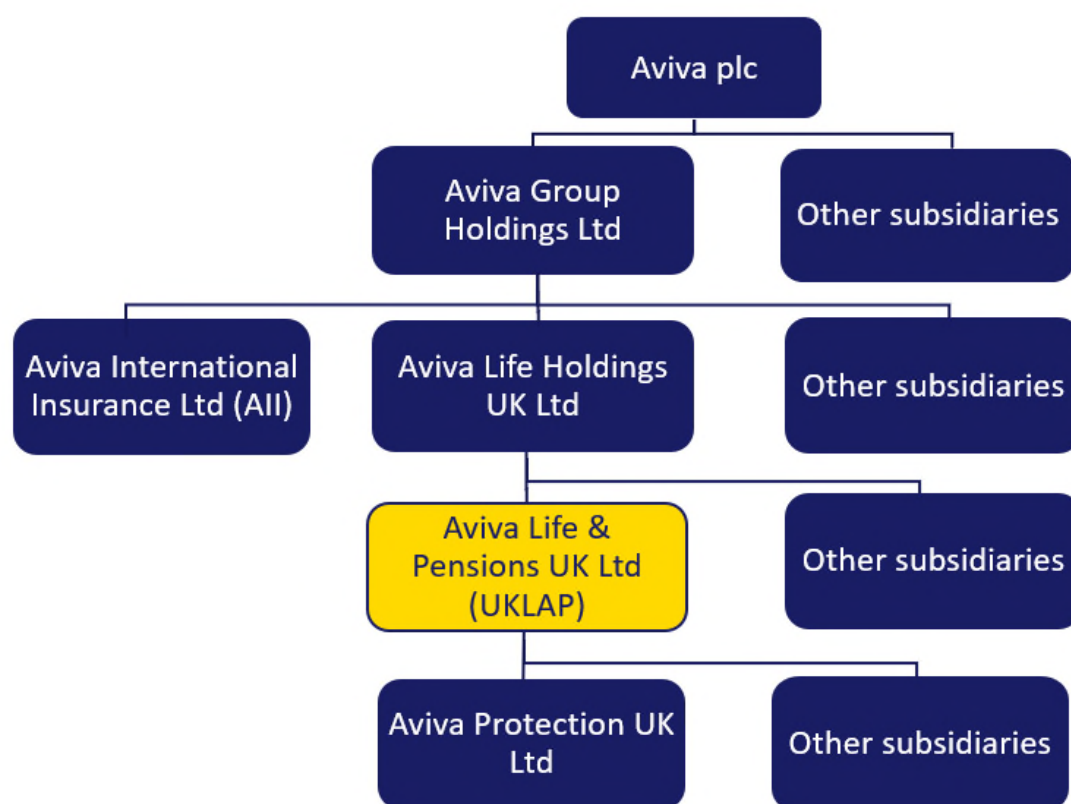 Aviva plc
Aviva Group
Holdings Ltd
Other subsidiaries
Aviva International
Insurance Ltd (AII)
Aviva Life Holdings
UK Ltd
Other subsidiaries
Aviva Life &
Pensions UK Ltd
(UKLAP)
Other subsidiaries
Aviva Protection UK
Ltd
Other subsidiaries